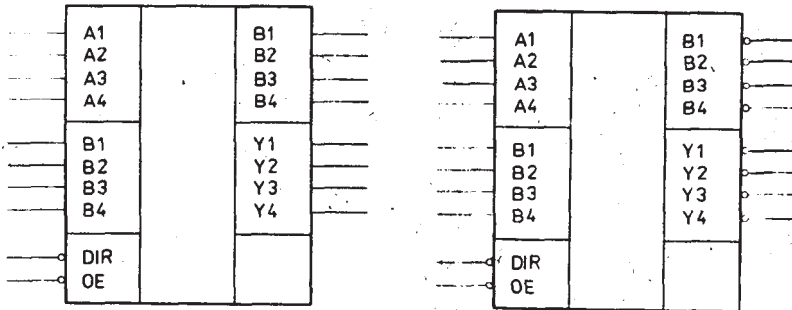 A1 B1
A2 B2
A3 B3
A4 B4
B1 Y1
B2 Y2
B3 Y3
B4 Y4
DIR
OE
A1 B1
A2 B2
A3 B3
A4 B4
B1 Y1
B2 Y2
B3 Y3
B4 Y4
DIR
OE